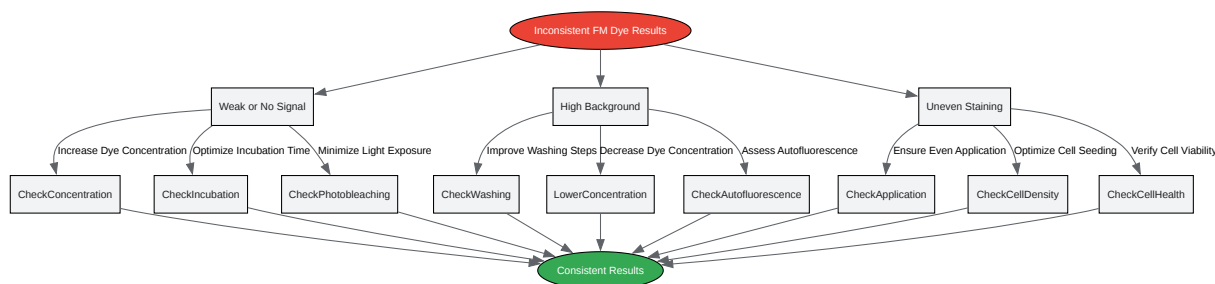 Inconsistent FM Dye Results
Weak or No Signal
High Background
Uneven Staining
Increase Dye Concentration
Optimize Incubation Time
Minimize Light Exposure
Improve Washing Steps
Decrease Dye Concentration
Assess Autofluorescence
Ensure Even Application
Optimize Cell Seeding
Verify Cell Viability
CheckConcentration
CheckIncubation
CheckPhotobleaching
CheckWashing
LowerConcentration
CheckAutofluorescence
CheckApplication
CheckCellDensity
CheckCellHealth
Consistent Results